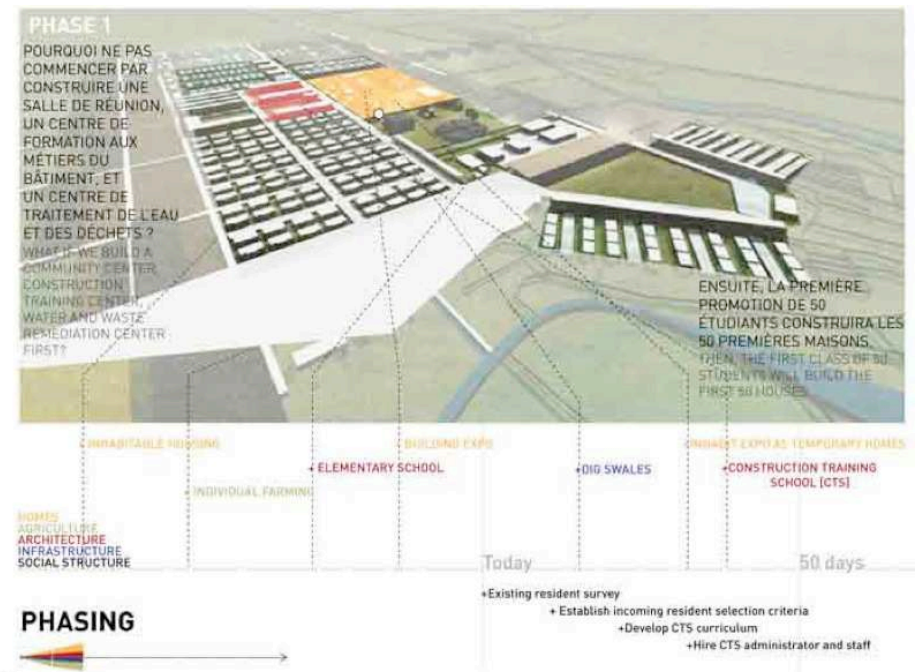 PHASE 1
POURQUOI NE PAS
COMMENCER PAR
CONSTRUIRE UNE
SALLE DE RÉUNION,
UN CENTRE DE
FORMATION AUX
MÉTIERS DU
BÂTIMENT, ET
UN CENTRE DE
TRAITEMENT DE L'EAU
ET DES DÉCHETS ?
WHAT IF WE BUILD A
COMMUNITY CENTER,
CONSTRUCTION
TRAINING CENTER,
WATER AND WASTE
REMEDIATION CENTER
FIRST?
ENSUITE, LA PREMIÈRE
PROMOTION DE 50
ÉTUDIANTS CONSTRUIRA LES
50 PREMIÈRES MAISONS.
THEN, THE FIRST CLASS OF 50
STUDENTS WILL BUILD THE
FIRST 50 HOUSES
+ INHABITABLE HOUSING
+ BUILDING EXPO
+ INHABIT EXPO AS TEMPORARY HOMES
+ ELEMENTARY SCHOOL
+DIG SWALES
+CONSTRUCTION TRAINING
SCHOOL [CTS]
+ INDIVIDUAL FARMING
HOMES
AGRICULTURE
ARCHITECTURE
INFRASTRUCTURE
SOCIAL STRUCTURE
Today
50 days
+Existing resident survey
+ Establish incoming resident selection criteria
+Develop CTS curriculum
+Hire CTS administrator and staff
PHASING